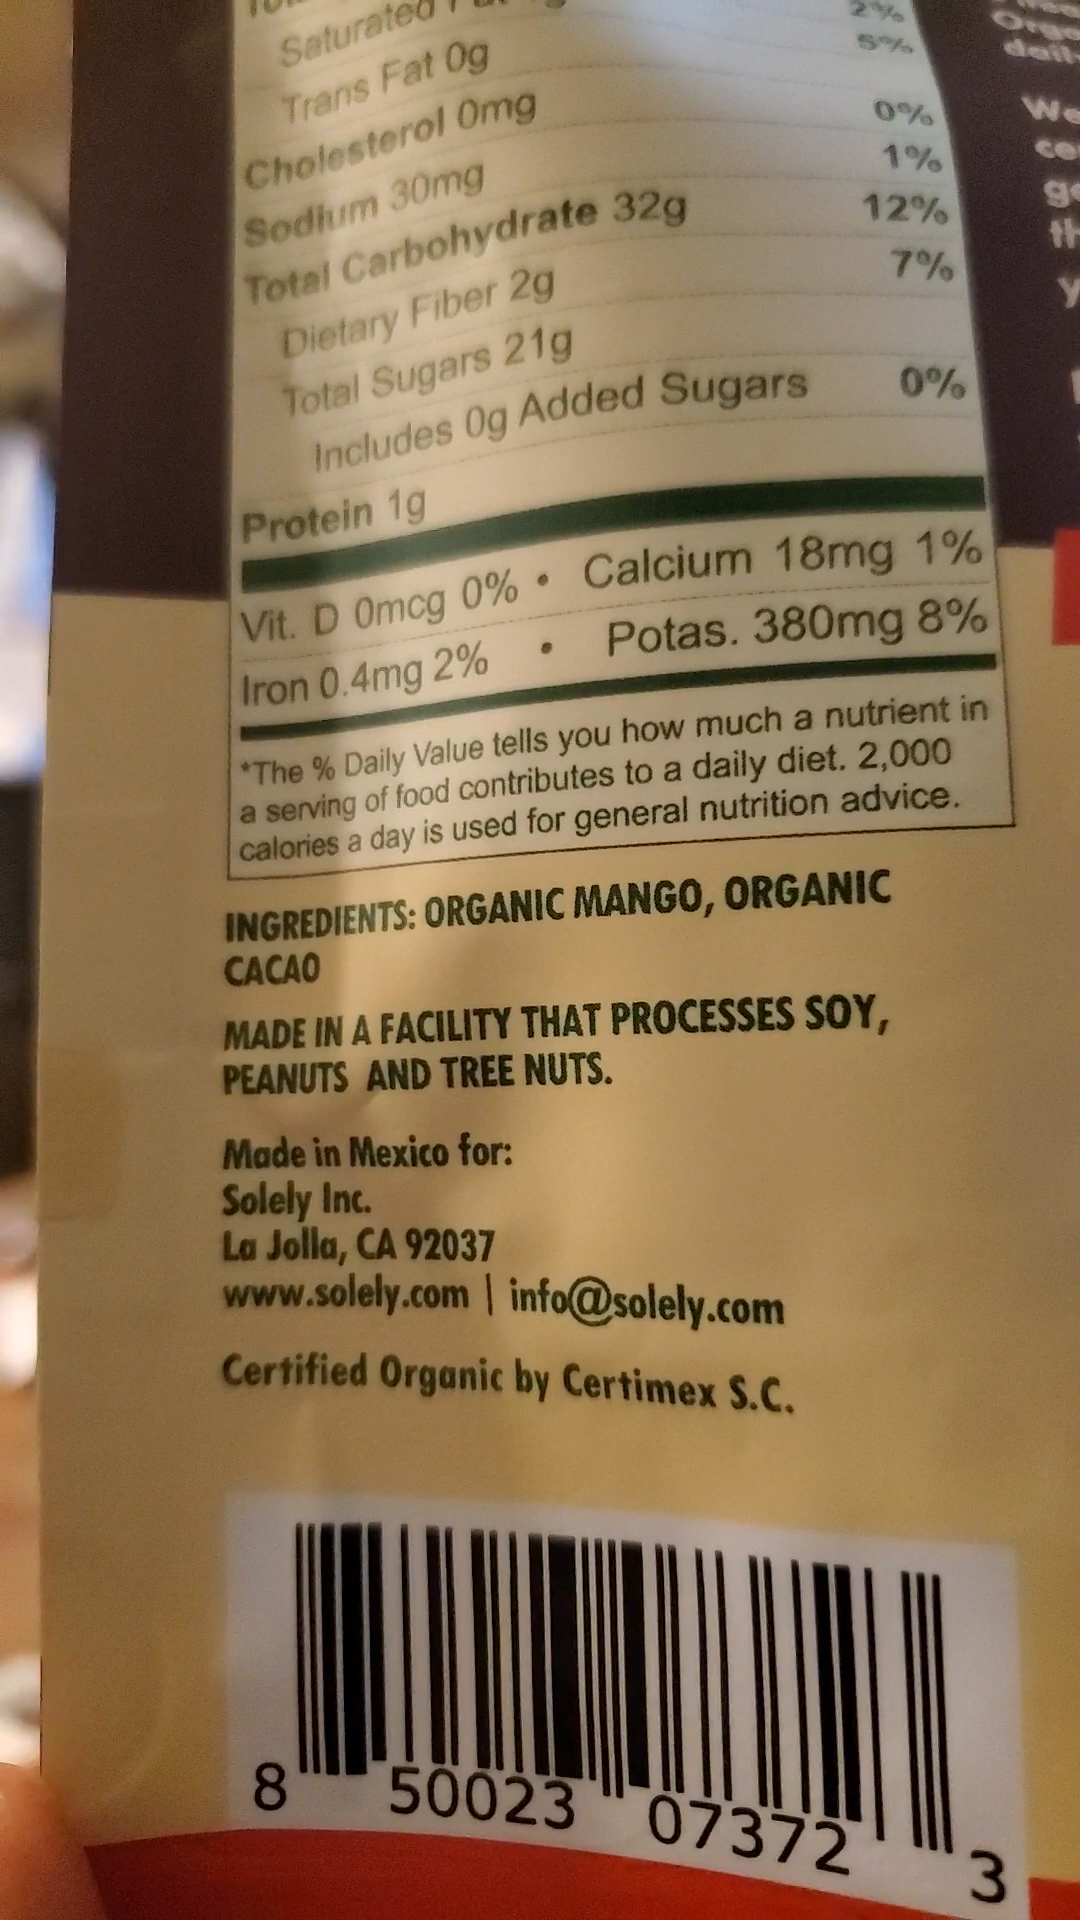 Saturated
2%
Trans Fat 0g
5%
Cholesterol 0mg 0%
Sodium 30mg 1%
Total Carbohydrate 32g 12%
Dietary Fiber 2g 7%
Total Sugars 21g
Includes 0g Added Sugars 0%
Protein 1g
Vit. D 0mcg 0% • Calcium 18mg 1%
Iron 0.4mg 2% • Potas. 380mg 8%
*The % Daily Value tells you how much a nutrient in
a serving of food contributes to a daily diet. 2,000
calories a day is used for general nutrition advice.
INGREDIENTS: ORGANIC MANGO, ORGANIC
CACAO
MADE IN A FACILITY THAT PROCESSES SOY,
PEANUTS AND TREE NUTS.
Made in Mexico for:
Solely Inc.
La Jolla, CA 92037
www.solely.com | info@solely.com
Certified Organic by Certimex S.C.
8 50023 07372 3